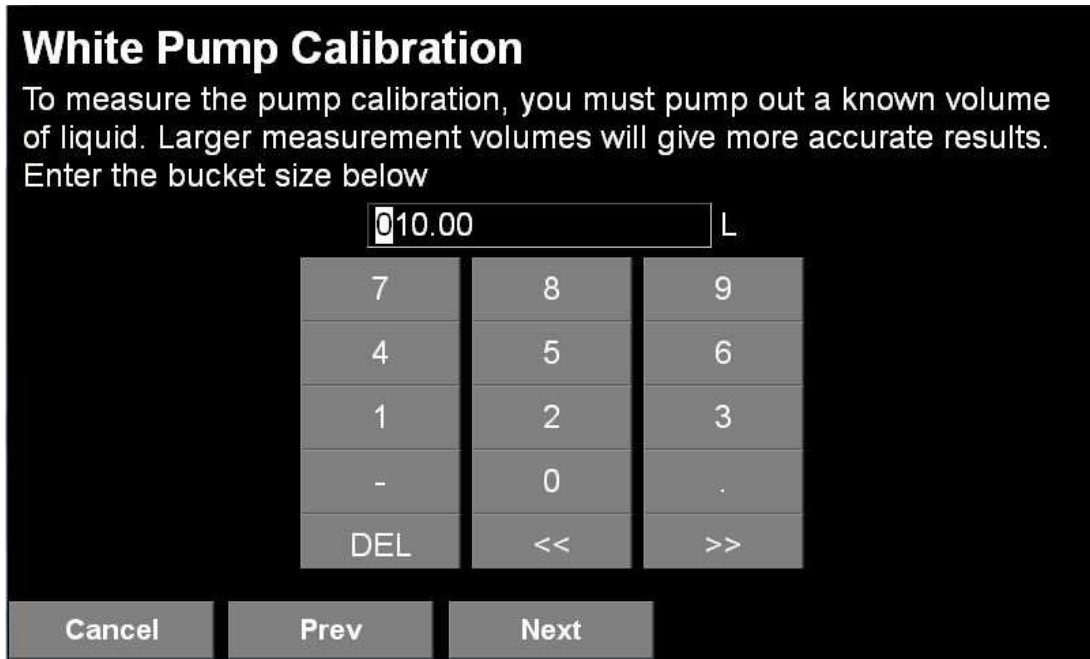 White Pump Calibration
To measure the pump calibration, you must pump out a known volume
of liquid. Larger measurement volumes will give more accurate results.
Enter the bucket size below
010.00 L
7 8 9
4 5 6
1 2 3
- 0 .
DEL << >>
Cancel Prev Next